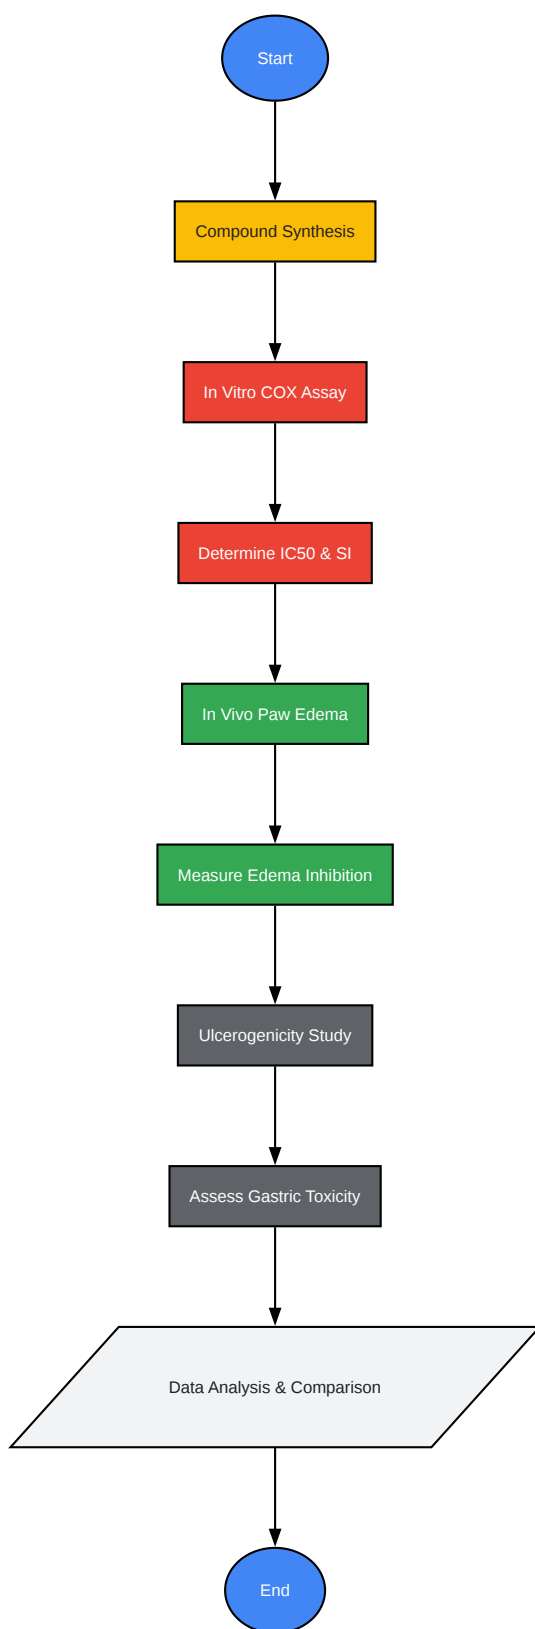 Start
Compound Synthesis
In Vitro COX Assay
Determine IC50 & SI
In Vivo Paw Edema
Measure Edema Inhibition
Ulcerogenicity Study
Assess Gastric Toxicity
Data Analysis & Comparison
End